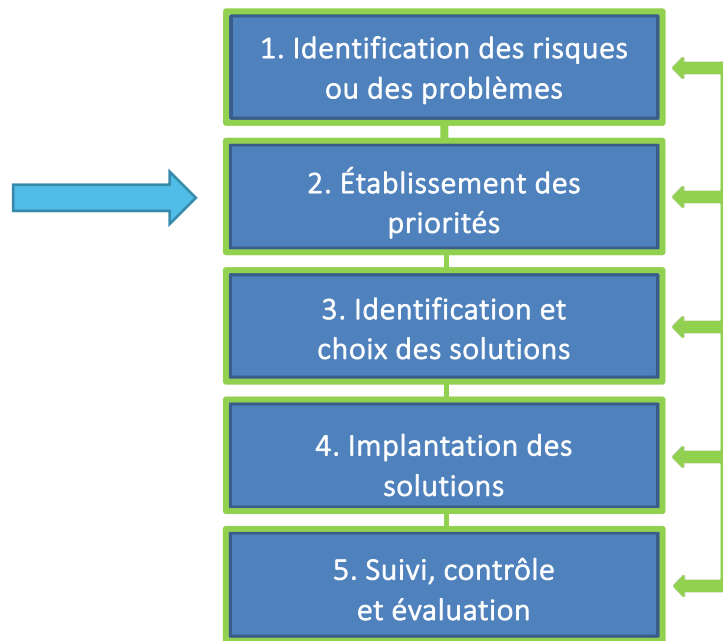 1. Identification des risques
ou des problèmes
2. Établissement des
priorités
3. Identification et
choix des solutions
4. Implantation des
solutions
5. Suivi, contrôle
et évaluation